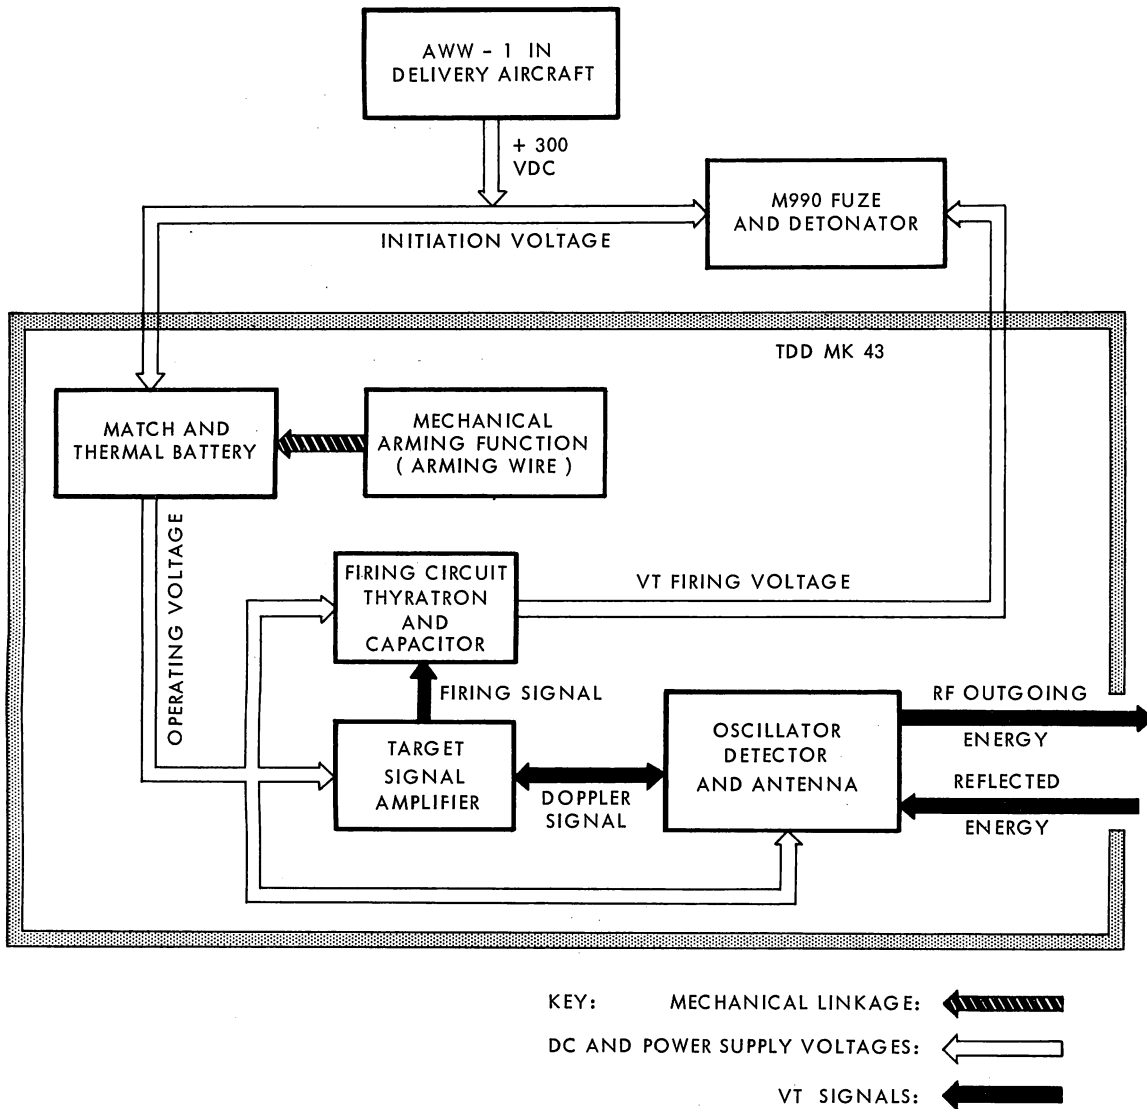 AWW - 1 IN
DELIVERY AIRCRAFT
+ 300
VDC
M990 FUZE
AND DETONATOR
INITIATION VOLTAGE
TDD MK 43
MATCH AND
THERMAL BATTERY
MECHANICAL
ARMING FUNCTION
( ARMING WIRE )
OPERATING VOLTAGE
FIRING CIRCUIT
THYRATRON
AND
CAPACITOR
VT FIRING VOLTAGE
FIRING SIGNAL
TARGET
SIGNAL
AMPLIFIER
DOPPLER
SIGNAL
OSCILLATOR
DETECTOR
AND ANTENNA
RF OUTGOING
ENERGY
REFLECTED
ENERGY
KEY: MECHANICAL LINKAGE:
DC AND POWER SUPPLY VOLTAGES:
VT SIGNALS: